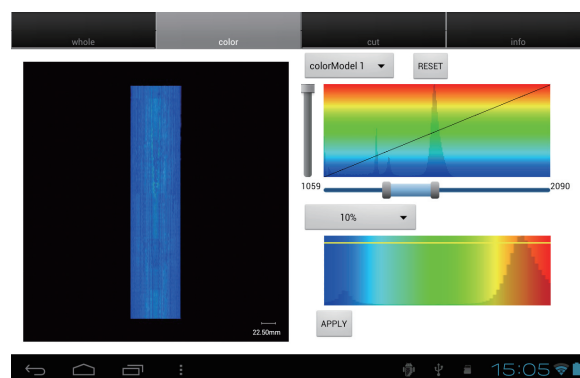 whole color cut info
colorModel 1 RESET
1059 2090
10%
22.50mm
APPLY
15:05